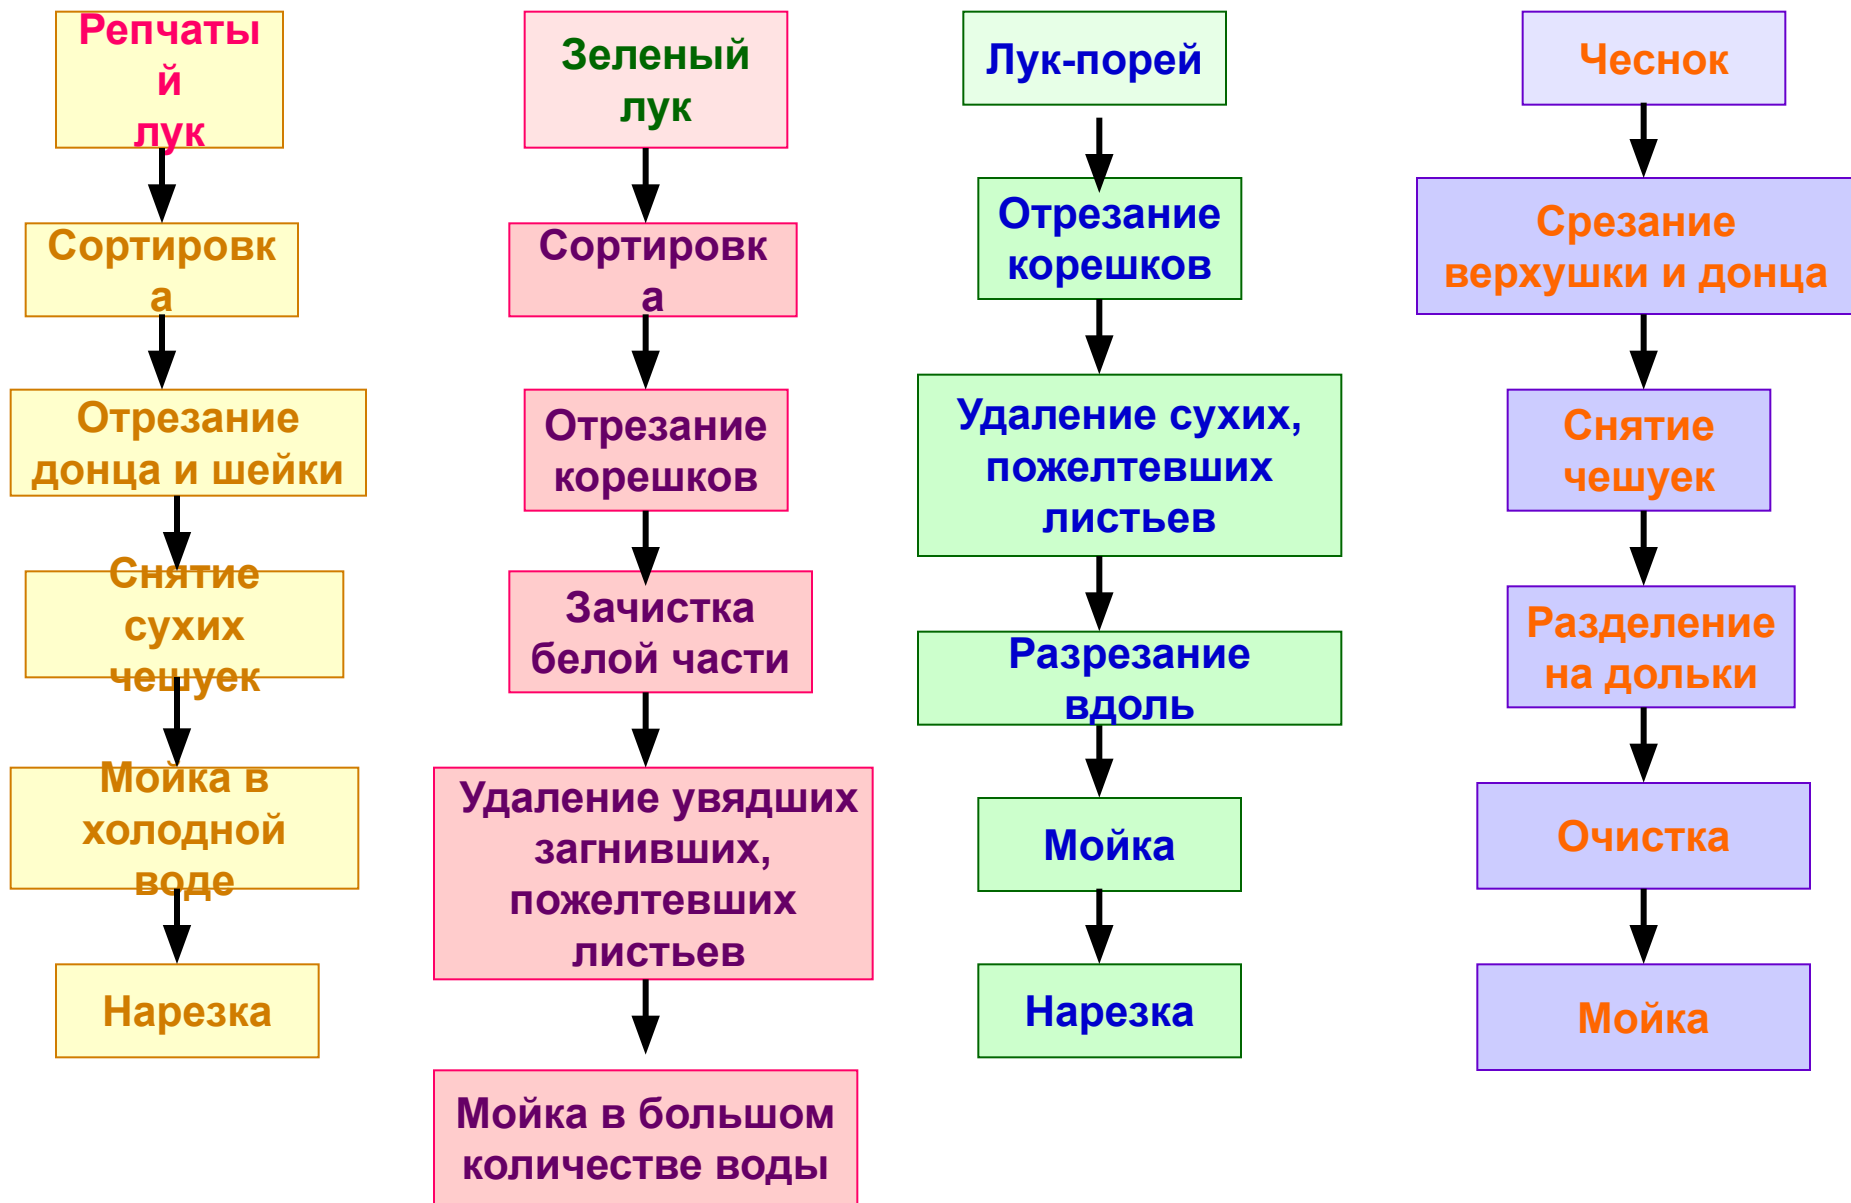 Репчаты
й
лук
Сортировк
а
Отрезание
донца и шейки
Снятие
сухих
чешуек
Мойка в
холодной
воде
Нарезка
Зеленый
лук
Сортировк
а
Отрезание
корешков
Зачистка
белой части
Удаление увядших
загнивших,
пожелтевших
листьев
Мойка в большом
количестве воды
Лук-порей
Отрезание
корешков
Удаление сухих,
пожелтевших
листьев
Разрезание
вдоль
Мойка
Нарезка
Чеснок
Срезание
верхушки и донца
Снятие
чешуек
Разделение
на дольки
Очистка
Мойка